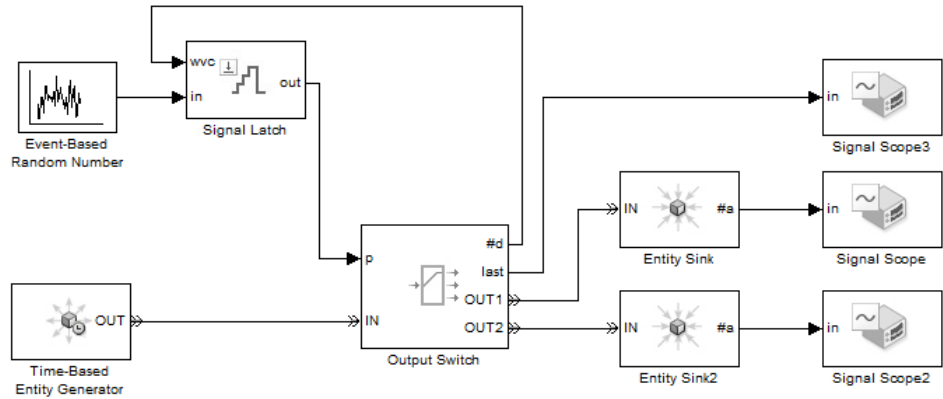 wvc
in
out
Signal Latch
Event-Based
Random Number
in
Signal Scope3
p
IN
#d
last
OUT1
OUT2
Output Switch
OUT
Time-Based
Entity Generator
IN
#a
Entity Sink
in
Signal Scope
IN
#a
Entity Sink2
in
Signal Scope2